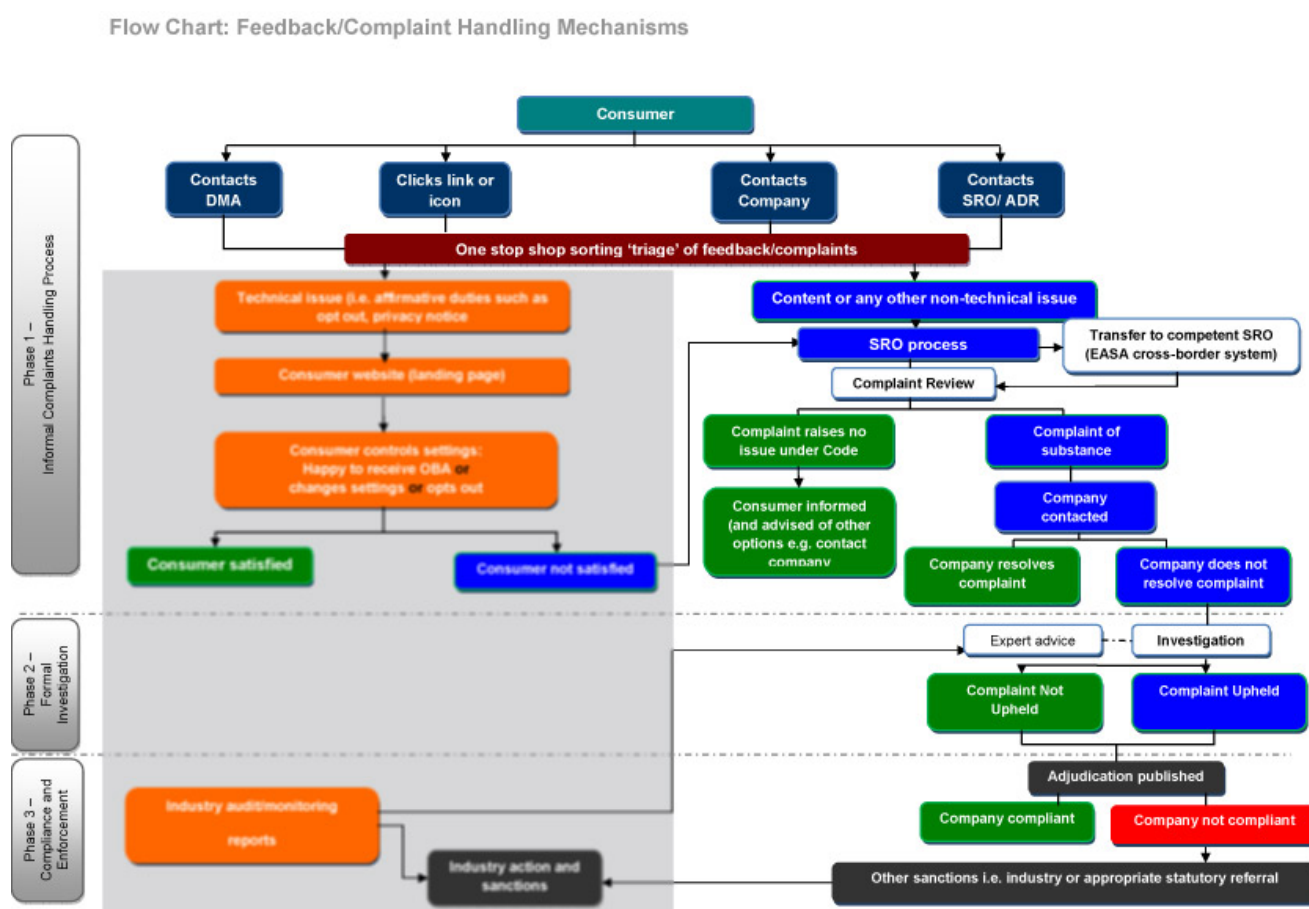 Flow Chart: Feedback/Complaint Handling Mechanisms
Consumer
Contacts
DMA
Clicks link or
icon
Contacts
Company
Contacts
SRO/ ADR
One stop shop sorting ‘triage’ of feedback/complaints
Phase 1 –
Informal Complaints Handling Process
Technical issue (i.e. affirmative duties such as
opt out, privacy notice
Consumer website (landing page)
Consumer controls settings:
Happy to receive OBA or
changes settings or opts out
Consumer satisfied
Consumer not satisfied
Content or any other non-technical issue
SRO process
Transfer to competent SRO
(EASA cross-border system)
Complaint Review
Complaint raises no
issue under Code
Complaint of
substance
Consumer informed
(and advised of other
options e.g. contact
company
Company
contacted
Company resolves
complaint
Company does not
resolve complaint
Phase 2 –
Formal
Investigation
Expert advice
Investigation
Complaint Not
Upheld
Complaint Upheld
Phase 3 –
Compliance and
Enforcement
Adjudication published
Industry audit/monitoring
reports
Company compliant
Company not compliant
Industry action and
sanctions
Other sanctions i.e. industry or appropriate statutory referral